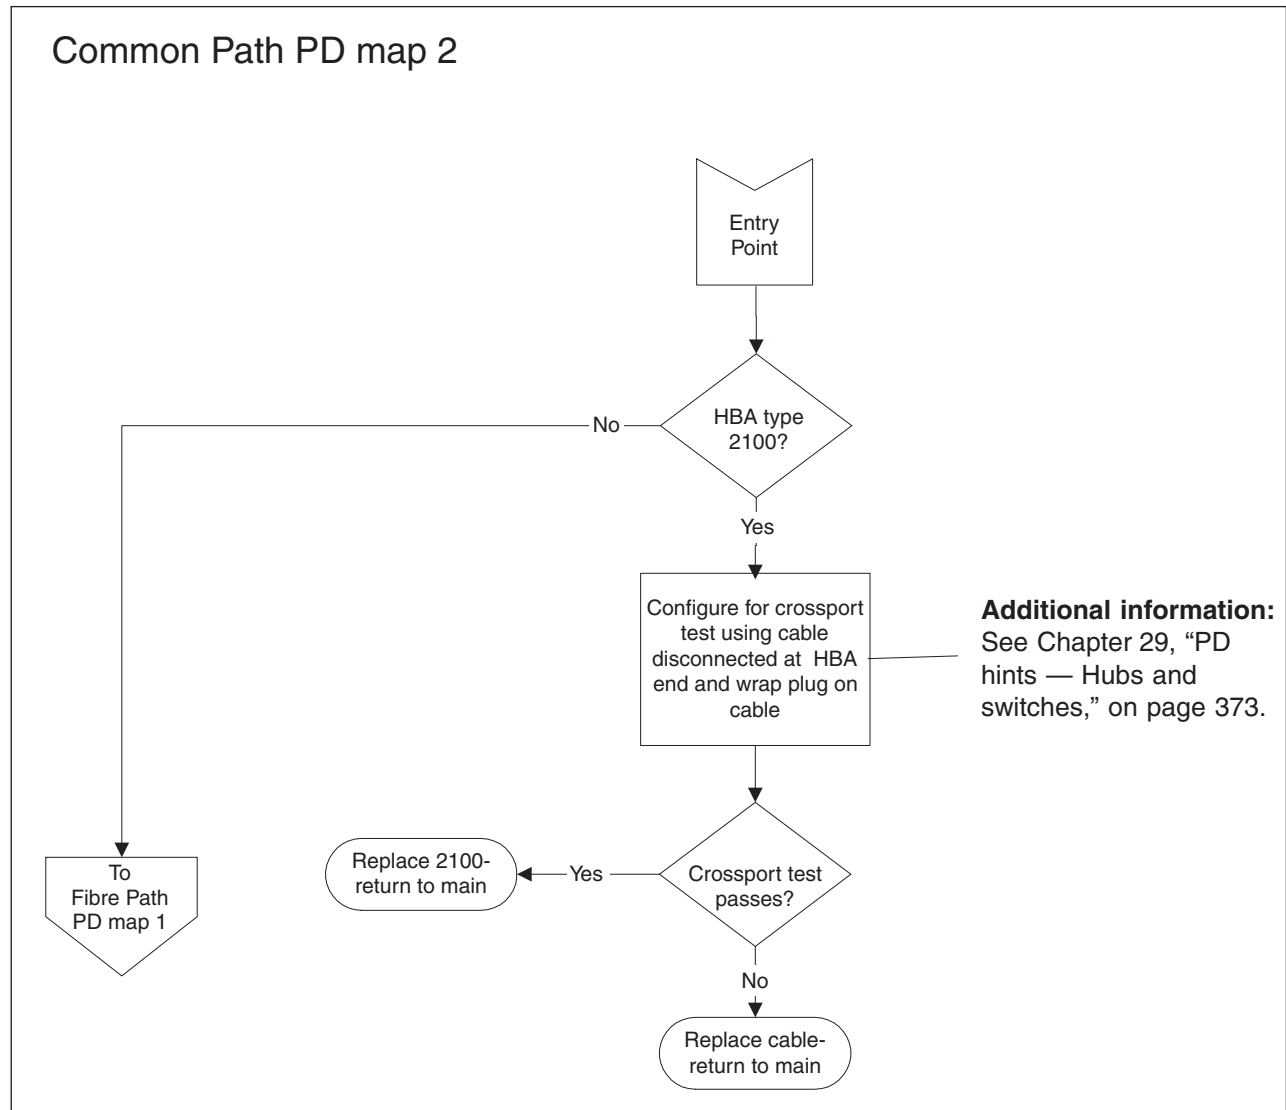 Common Path PD map 2
Entry
Point
HBA type
2100?
No
Yes
Configure for crossport
test using cable
disconnected at HBA
end and wrap plug on
cable
Additional information:
See Chapter 29, “PD
hints — Hubs and
switches,” on page 373.
Crossport test
passes?
Yes
Replace 2100-
return to main
To
Fibre Path
PD map 1
No
Replace cable-
return to main